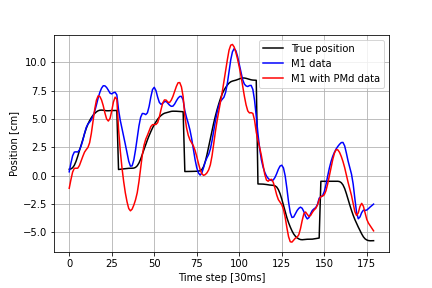 True position
M1 data
M1 with PMd data
Position [cm]
10.0
7.5
5.0
2.5
0.0
−2.5
−5.0
0 25 50 75 100 125 150 175
Time step [30ms]